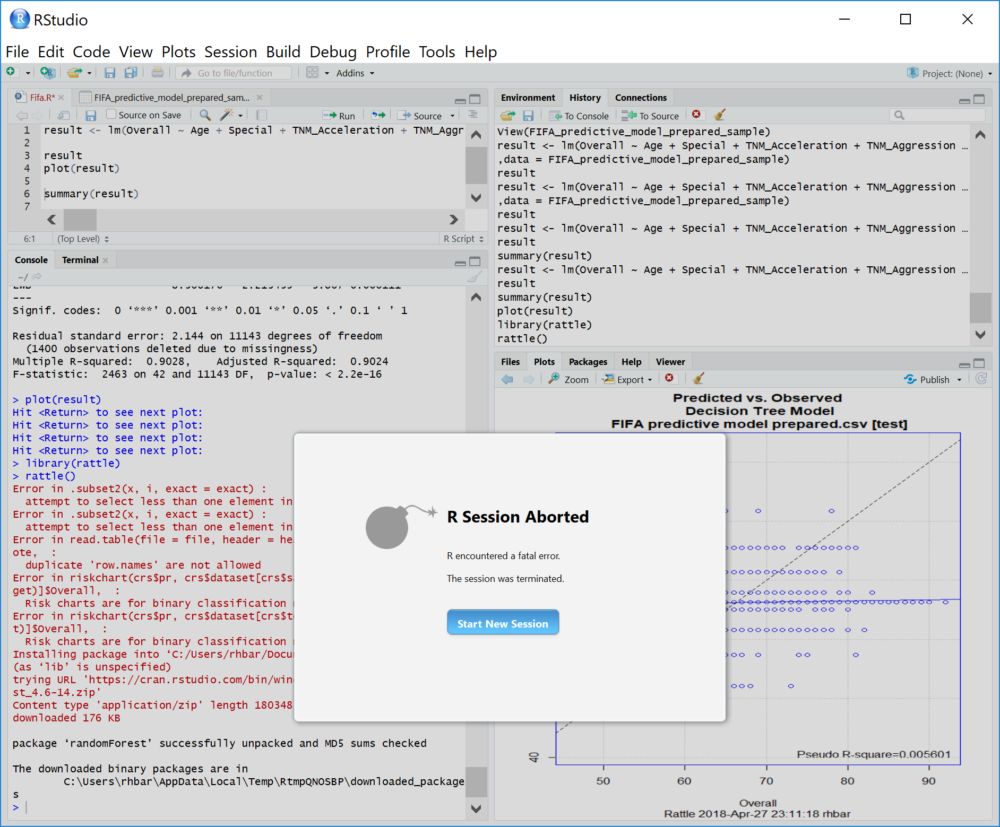 RStudio
File Edit Code View Plots Session Build Debug Profile Tools Help
Go to file/function
Addins
Project: (None)
Fifa.R*
FIFA_predictive_model_prepared_sam...
Source on Save
Run
Source
1 result <- lm(Overall ~ Age + Special + TNM_Acceleration + TNM_Aggr
2
3 result
4 plot(result)
5
6 summary(result)
7
6:1 (Top Level) R Script
Console Terminal
~/
---
Signif. codes:  0 ‘***’ 0.001 ‘**’ 0.01 ‘*’ 0.05 ‘.’ 0.1 ‘ ’ 1
Residual standard error: 2.144 on 11143 degrees of freedom
(1400 observations deleted due to missingness)
Multiple R-squared:  0.9028,    Adjusted R-squared:  0.9024
F-statistic:  2463 on 42 and 11143 DF,  p-value: < 2.2e-16
> plot(result)
Hit <Return> to see next plot:
Hit <Return> to see next plot:
Hit <Return> to see next plot:
Hit <Return> to see next plot:
> library(rattle)
> rattle()
Error in .subset2(x, i, exact = exact) :
attempt to select less than one element in
Error in .subset2(x, i, exact = exact) :
attempt to select less than one element in
Error in read.table(file = file, header = hea
ote,  :
duplicate 'row.names' are not allowed
Error in riskchart(crs$pr, crs$dataset[crs$s
get)]$Overall,  :
Risk charts are for binary classification
Error in riskchart(crs$pr, crs$dataset[crs$t
t)]$Overall,  :
Risk charts are for binary classification
Installing package into ‘C:/Users/rhbar/Docu
(as ‘lib’ is unspecified)
trying URL 'https://cran.rstudio.com/bin/win
st_4.6-14.zip'
Content type 'application/zip' length 180348
downloaded 176 KB
package ‘randomForest’ successfully unpacked and MD5 sums checked
The downloaded binary packages are in
C:\Users\rhbar\AppData\Local\Temp\RtmpQNOSBP\downloaded_package
s
>
Environment History Connections
To Console To Source
View(FIFA_predictive_model_prepared_sample)
result <- lm(Overall ~ Age + Special + TNM_Acceleration + TNM_Aggression …
,data = FIFA_predictive_model_prepared_sample)
result
result <- lm(Overall ~ Age + Special + TNM_Acceleration + TNM_Aggression …
,data = FIFA_predictive_model_prepared_sample)
result
result <- lm(Overall ~ Age + Special + TNM_Acceleration + TNM_Aggression …
result
summary(result)
result <- lm(Overall ~ Age + Special + TNM_Acceleration + TNM_Aggression …
result
summary(result)
plot(result)
library(rattle)
rattle()
Files Plots Packages Help Viewer
Zoom Export Publish
Predicted vs. Observed
Decision Tree Model
FIFA predictive model prepared.csv [test]
40
Pseudo R-square=0.005601
50 60 70 80 90
Overall
Rattle 2018-Apr-27 23:11:18 rhbar
R Session Aborted
R encountered a fatal error.
The session was terminated.
Start New Session